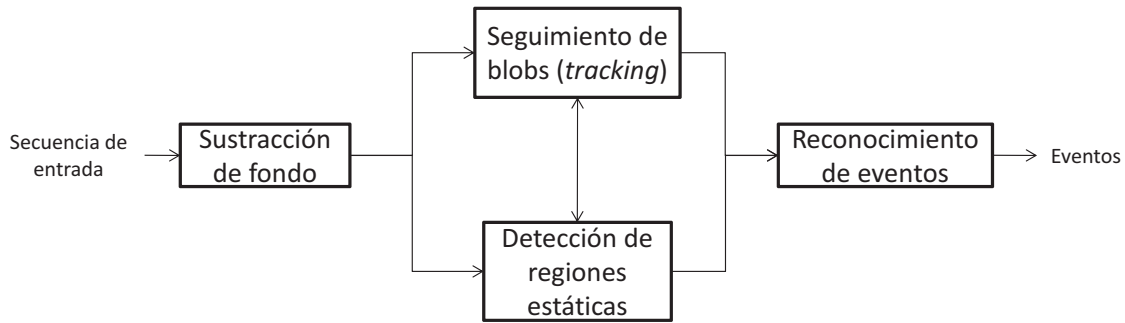 Secuencia de
entrada
Sustracción
de fondo
Seguimiento de
blobs (tracking)
Detección de
regiones
estáticas
Reconocimiento
de eventos
Eventos